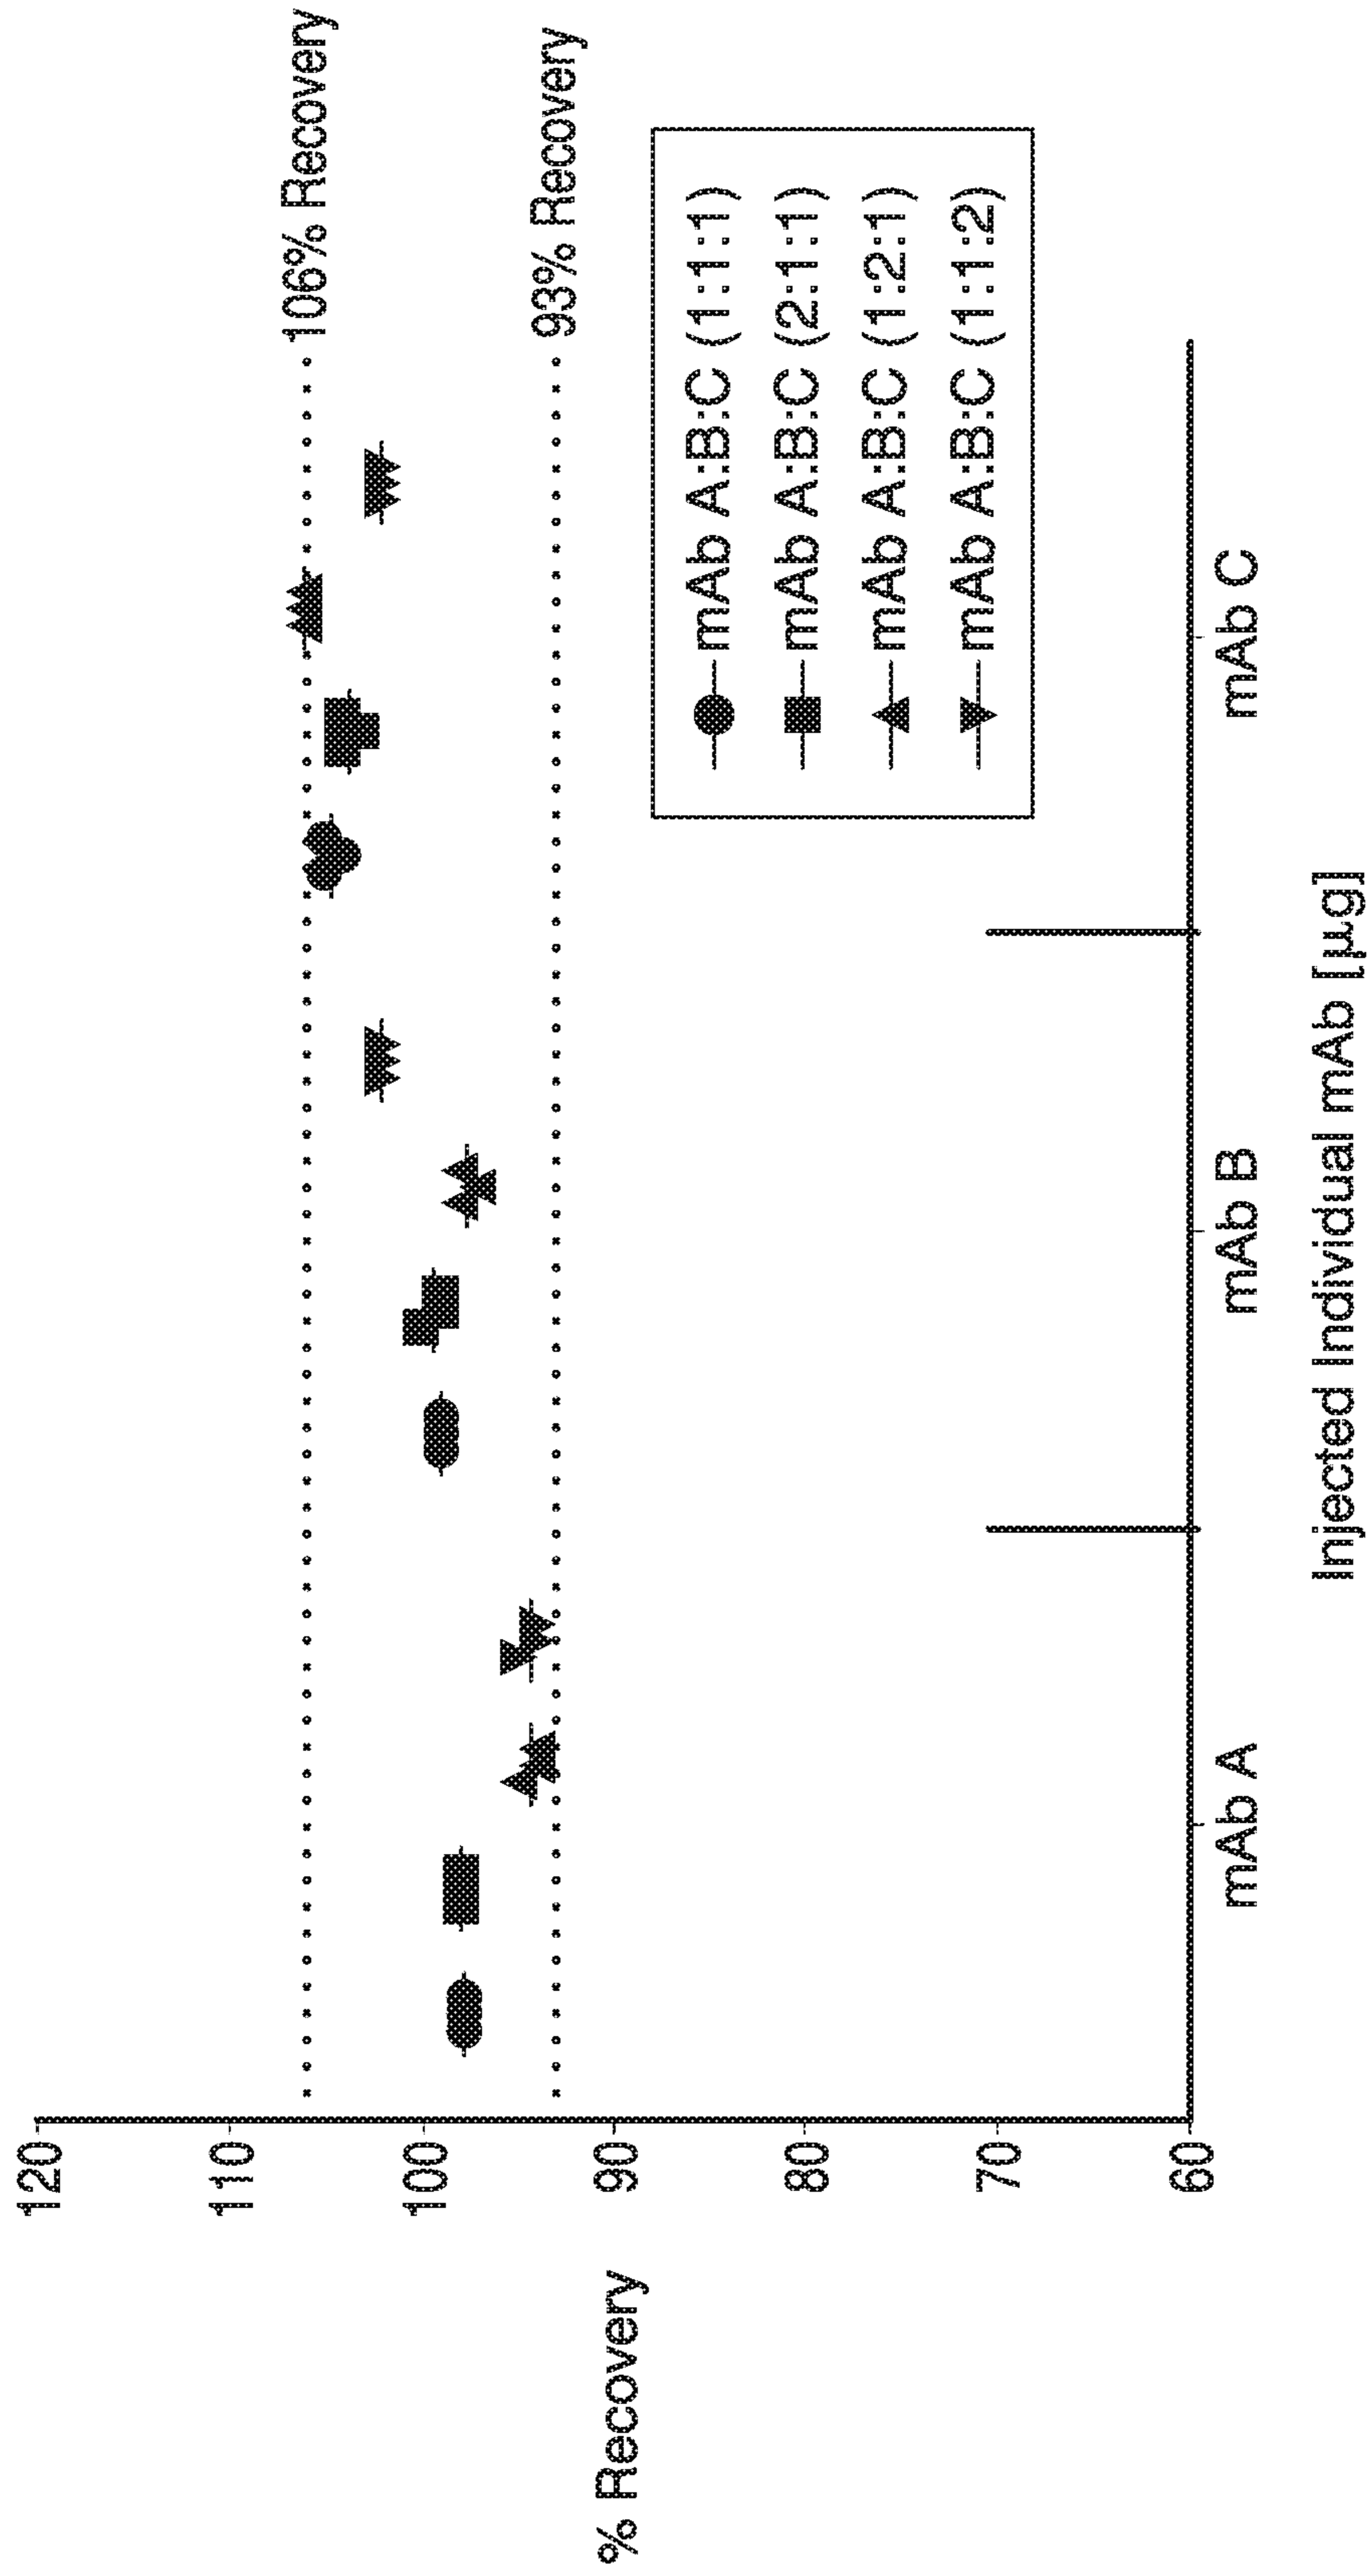 120
110
100
90
80
70
60
% Recovery
106% Recovery
93% Recovery
mAb A:B:C (1:1:1)
mAb A:B:C (2:1:1)
mAb A:B:C (1:2:1)
mAb A:B:C (1:1:2)
mAb A
mAb B
mAb C
Injected Individual mAb [µg]